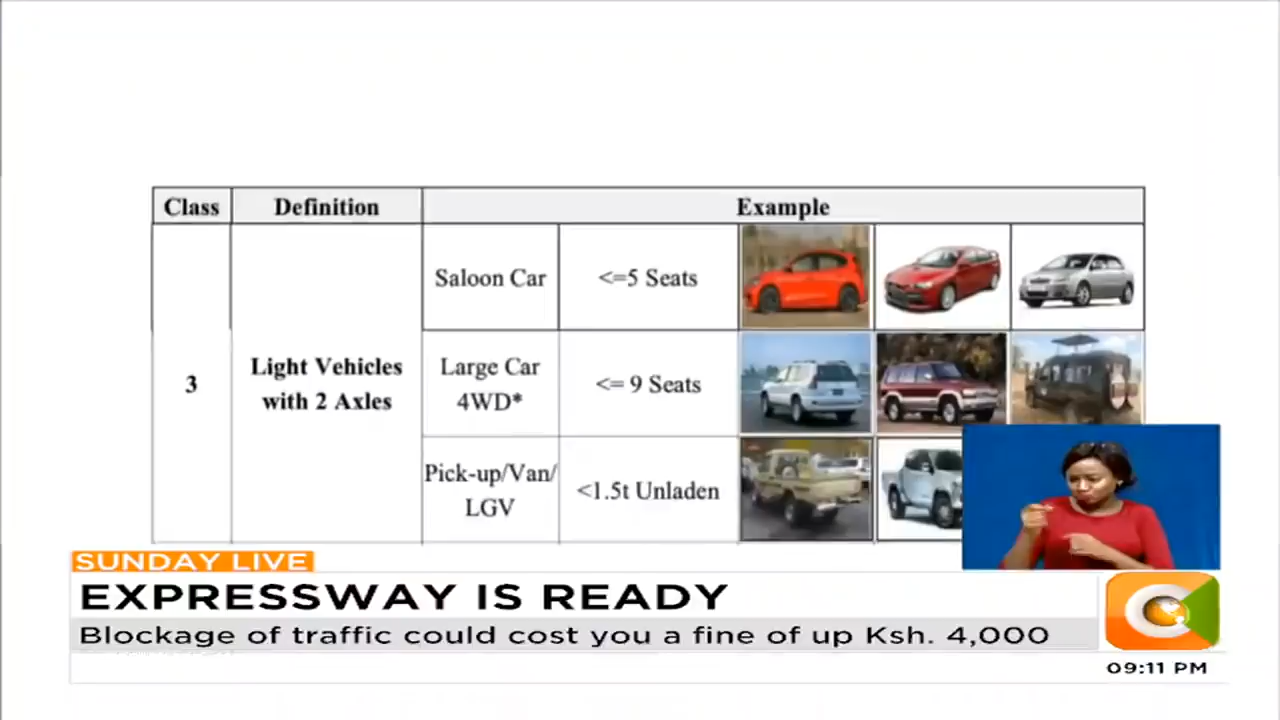 Class Definition Example
Saloon Car <=5 Seats
3 Light Vehicles with 2 Axles
Large Car 4WD* <= 9 Seats
Pick-up/Van/ LGV <1.5t Unladen
SUNDAY LIVE
EXPRESSWAY IS READY
Blockage of traffic could cost you a fine of up Ksh. 4,000
09:11 PM